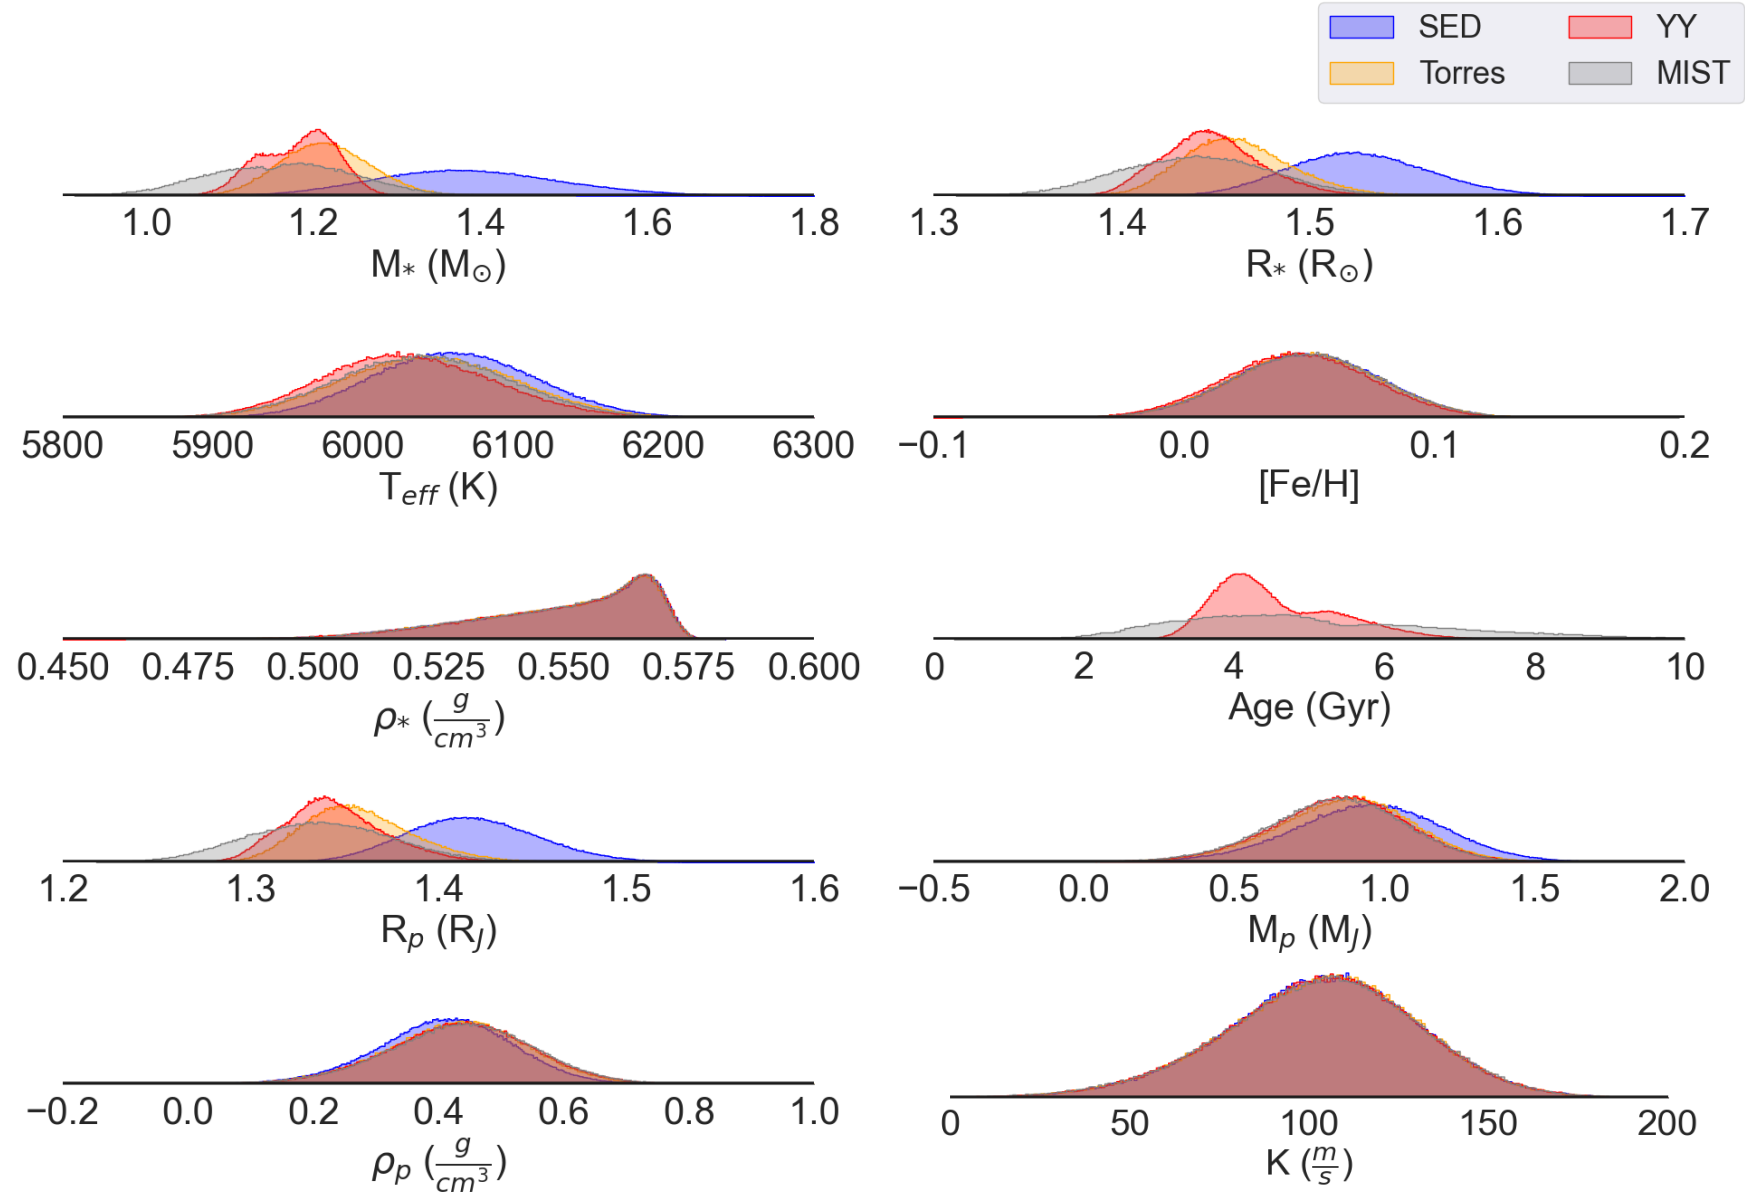 SED YY
Torres MIST
1.0 1.2 1.4 1.6 1.8
M* (M⊙)
1.3 1.4 1.5 1.6 1.7
R* (R⊙)
5800 5900 6000 6100 6200 6300
Teff (K)
−0.1 0.0 0.1 0.2
[Fe/H]
0.450 0.475 0.500 0.525 0.550 0.575 0.600
ρ* (g/cm³)
0 2 4 6 8 10
Age (Gyr)
1.2 1.3 1.4 1.5 1.6
Rp (RJ)
−0.5 0.0 0.5 1.0 1.5 2.0
Mp (MJ)
−0.2 0.0 0.2 0.4 0.6 0.8 1.0
ρp (g/cm³)
0 50 100 150 200
K (m/s)